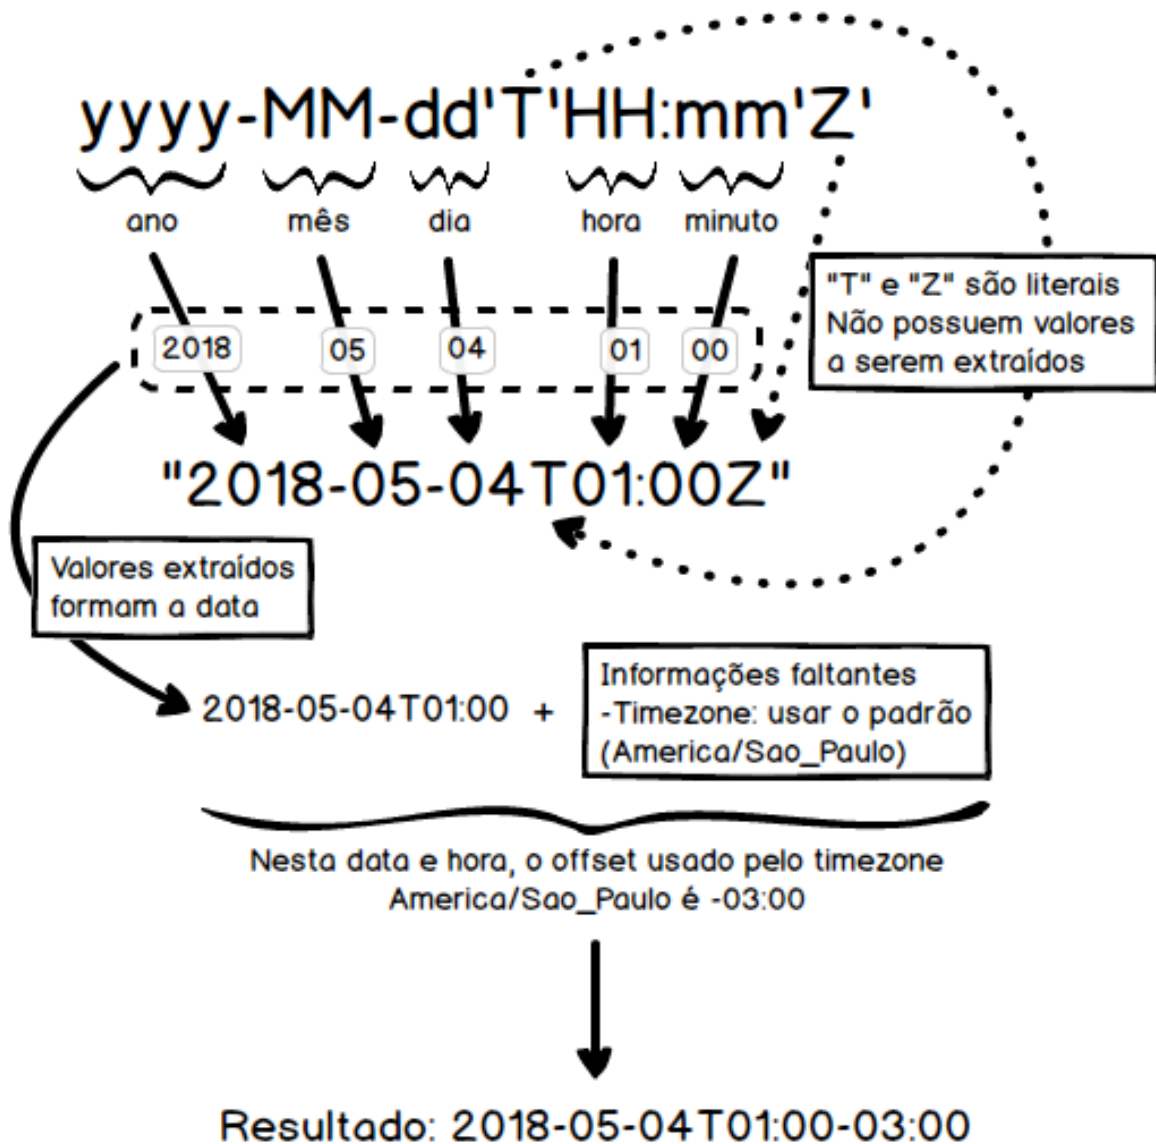 yyyy-MM-dd'T'HH:mm'Z'
ano mês dia hora minuto
"T" e "Z" são literais
Não possuem valores
a serem extraídos
2018 05 04 01 00
"2018-05-04T01:00Z"
Valores extraídos
formam a data
2018-05-04T01:00 +
Informações faltantes
-Timezone: usar o padrão
(America/Sao_Paulo)
Nesta data e hora, o offset usado pelo timezone
America/Sao_Paulo é -03:00
Resultado: 2018-05-04T01:00-03:00